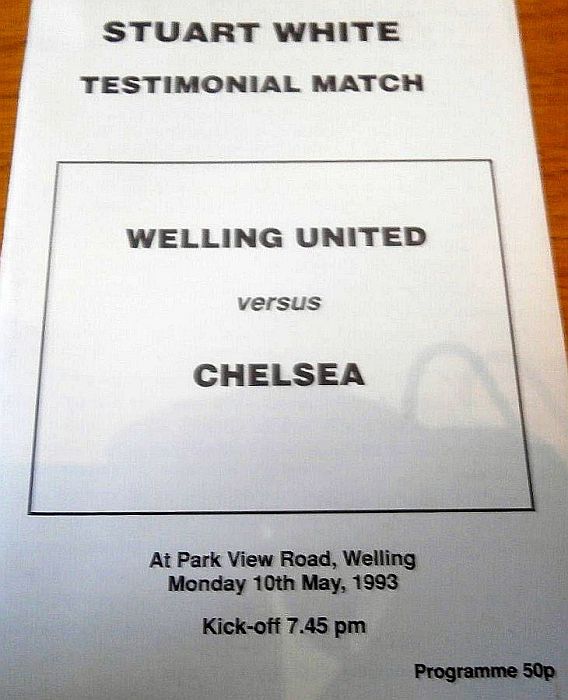 STUART WHITE
TESTIMONIAL MATCH
WELLING UNITED
versus
CHELSEA
At Park View Road, Welling
Monday 10th May, 1993
Kick-off 7.45 pm
Programme 50p